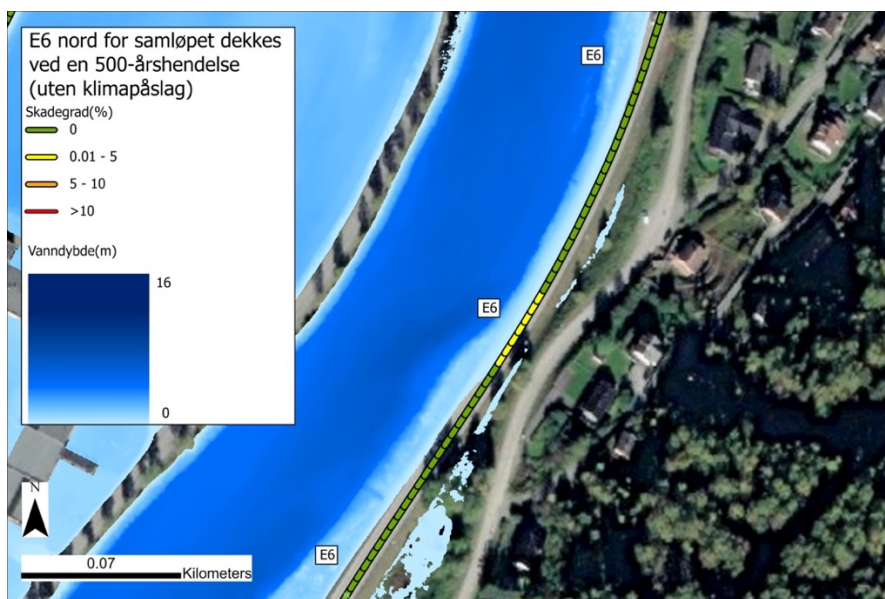 E6 nord for samløpet dekkes
ved en 500-årshendelse
(uten klimapåslag)
Skadegrad(%)
0
0.01 - 5
5 - 10
>10
Vanndybde(m)
16
0
E6
E6
E6
N
0.07
Kilometers